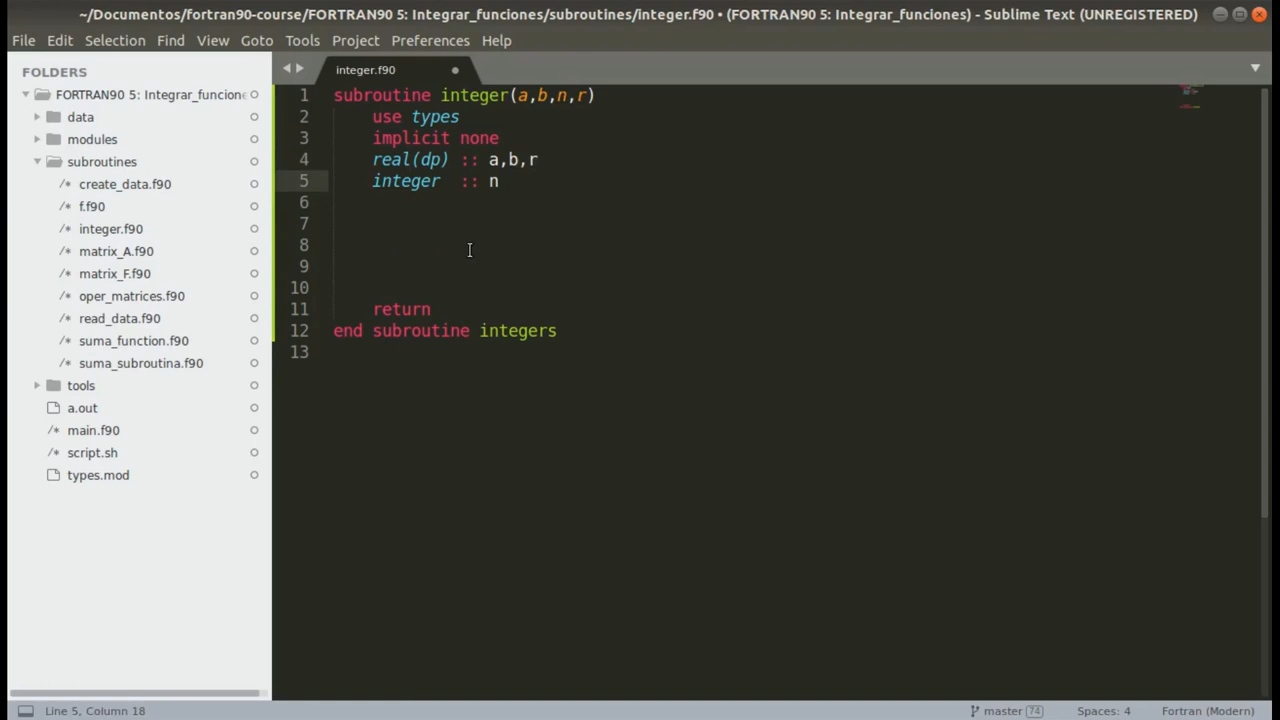 ~/Documentos/fortran90-course/FORTRAN90 5: Integrar_funciones/subroutines/integer.f90 • (FORTRAN90 5: Integrar_funciones) - Sublime Text (UNREGISTERED)
File Edit Selection Find View Goto Tools Project Preferences Help
FOLDERS
FORTRAN90 5: Integrar_funcione
data
modules
subroutines
/* create_data.f90
/* f.f90
/* integer.f90
/* matrix_A.f90
/* matrix_F.f90
/* oper_matrices.f90
/* read_data.f90
/* suma_function.f90
/* suma_subroutina.f90
tools
a.out
/* main.f90
/* script.sh
types.mod
integer.f90
1 subroutine integer(a,b,n,r)
2 use types
3 implicit none
4 real(dp) :: a,b,r
5 integer :: n
6
7
8
9
10
11 return
12 end subroutine integers
13
Line 5, Column 18
master 74
Spaces: 4
Fortran (Modern)